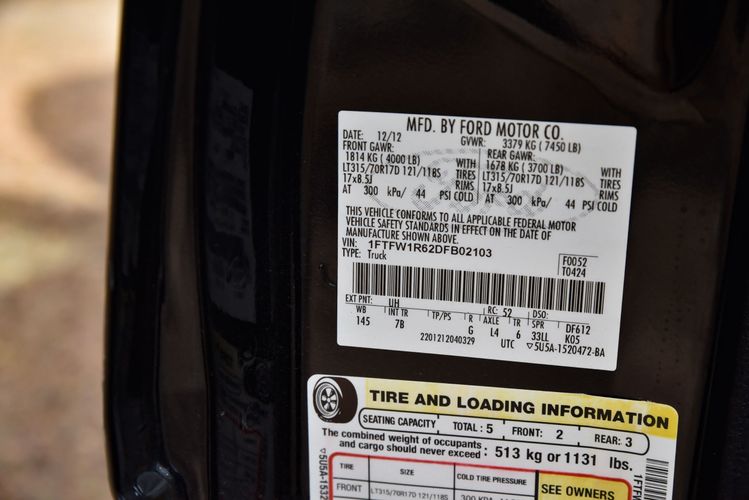 MFD. BY FORD MOTOR CO.
DATE: 12/12 GVWR: 3379 KG ( 7450 LB)
FRONT GAWR: REAR GAWR:
1814 KG ( 4000 LB) WITH 1678 KG ( 3700 LB) WITH
LT315/70R17D 121/118S TIRES LT315/70R17D 121/118S TIRES
17x8.5J RIMS 17x8.5J RIMS
AT 300 kPa/ 44 PSI COLD AT 300 kPa/ 44 PSI COLD
THIS VEHICLE CONFORMS TO ALL APPLICABLE FEDERAL MOTOR
VEHICLE SAFETY STANDARDS IN EFFECT ON THE DATE OF
MANUFACTURE SHOWN ABOVE.
VIN: 1FTFW1R62DFB02103
TYPE: Truck
F0052
T0424
EXT PNT: UH RC: 52 DSO:
WB INT TR TP/PS R AXLE TR SPR DF612
145 7B G L4 6 33LL K05
2201212040329 UTC 5U5A-1520472-BA
TIRE AND LOADING INFORMATION
SEATING CAPACITY TOTAL : 5 FRONT: 2 REAR: 3
The combined weight of occupants
and cargo should never exceed : 513 kg or 1131 lbs.
TIRE SIZE COLD TIRE PRESSURE SEE OWNERS
FRONT LT315/70R17D 121/118S